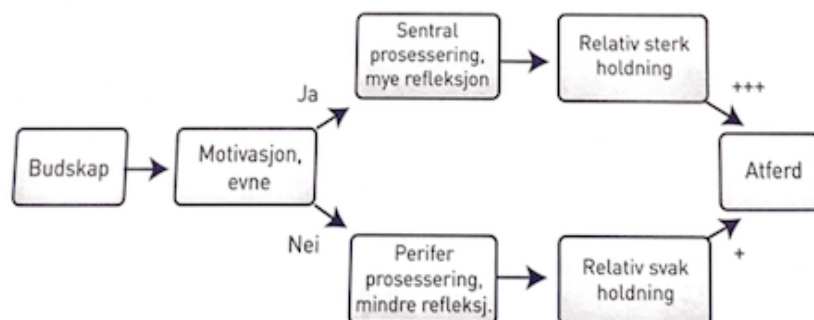 Sentral
prosessering,
mye refleksjon
Relativ sterk
holdning
Ja
+++
Budskap
Motivasjon,
evne
Atferd
Nei
Perifer
prosessering,
mindre refleksj.
Relativ svak
holdning
+